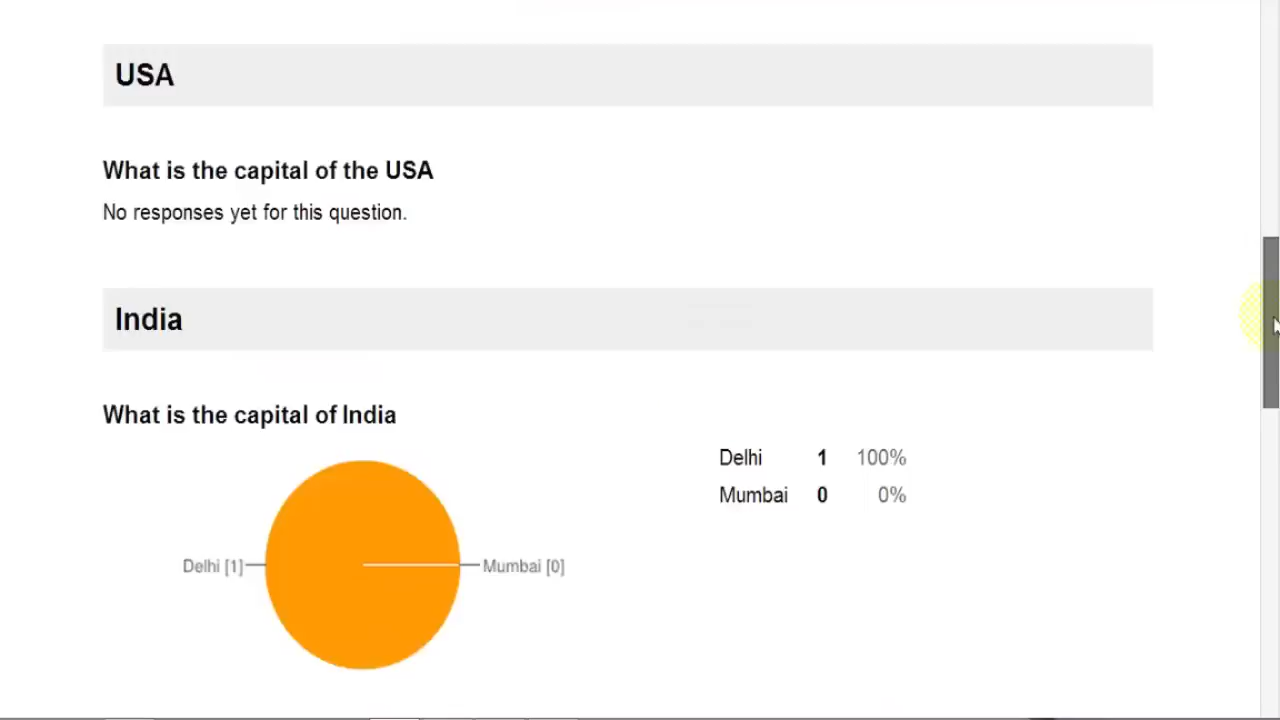 USA
What is the capital of the USA
No responses yet for this question.
India
What is the capital of India
Delhi 1 100%
Mumbai 0 0%
Delhi [1] Mumbai [0]